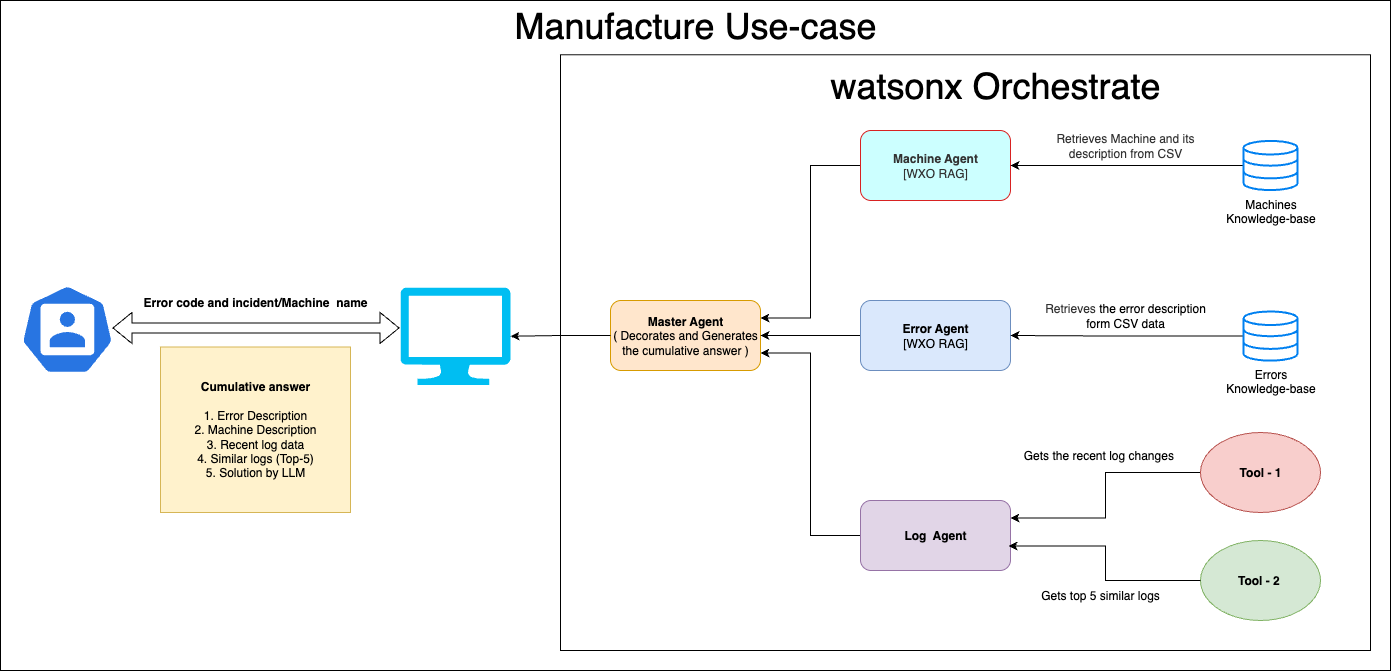 Manufacture Use-case
watsonx Orchestrate
Machine Agent
[WXO RAG]
Retrieves Machine and its
description from CSV
Machines
Knowledge-base
Error code and incident/Machine name
Master Agent
( Decorates and Generates
the cumulative answer )
Error Agent
[WXO RAG]
Retrieves the error description
form CSV data
Errors
Knowledge-base
Cumulative answer
1. Error Description
2. Machine Description
3. Recent log data
4. Similar logs (Top-5)
5. Solution by LLM
Log Agent
Gets the recent log changes
Tool - 1
Gets top 5 similar logs
Tool - 2